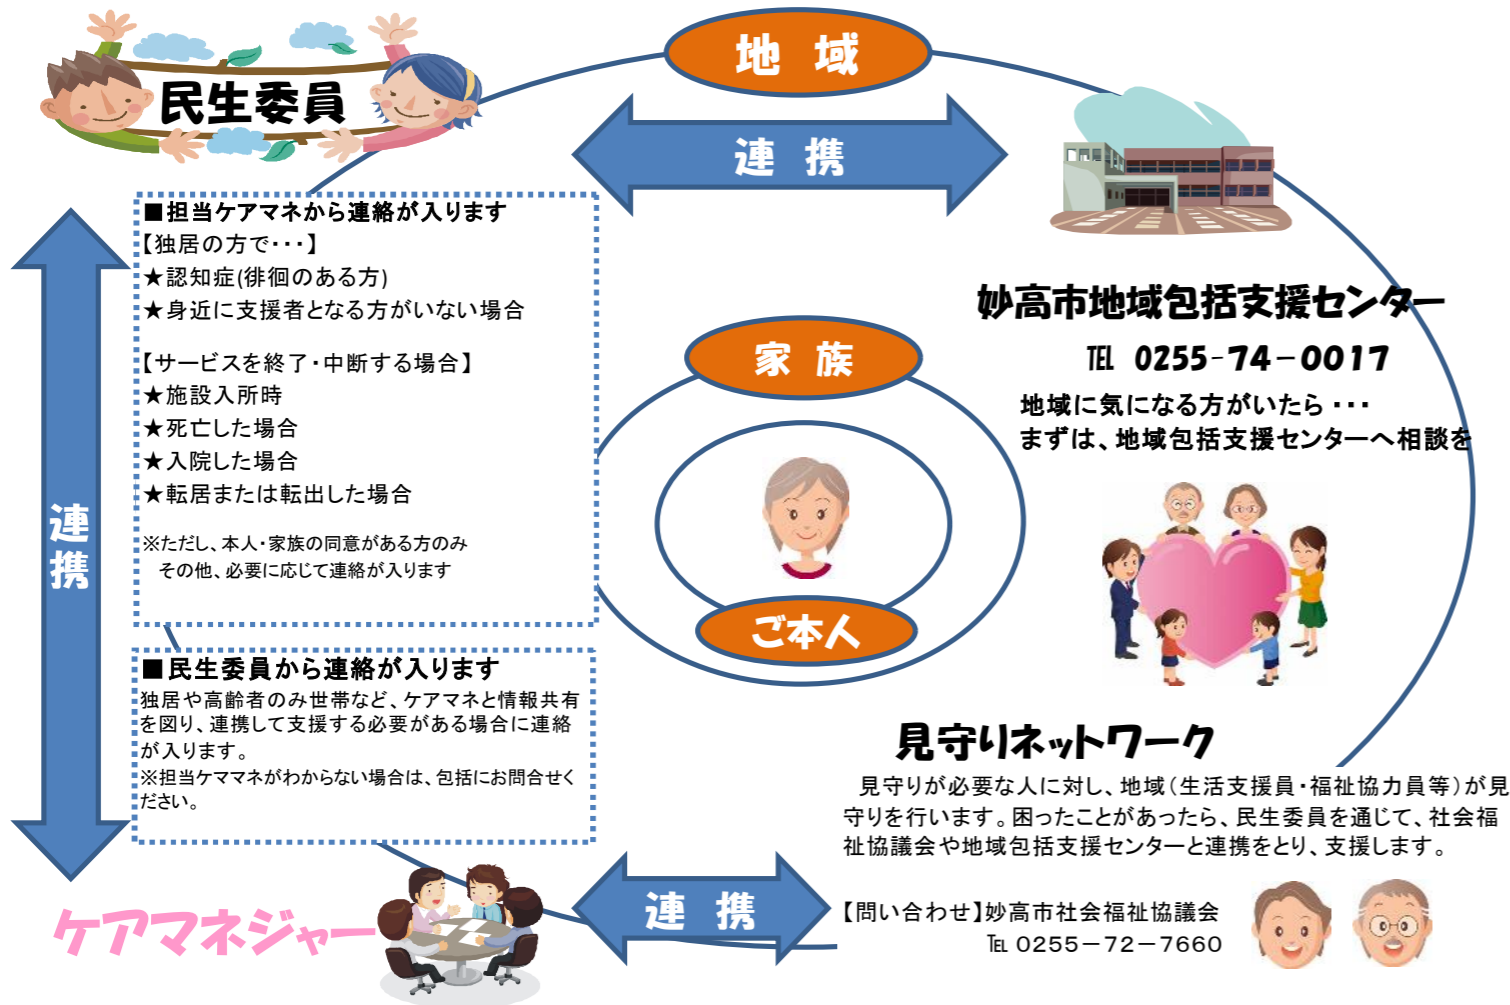 地域
民生委員
連携
■担当ケアマネから連絡が入ります
【独居の方で・・・】
★認知症(徘徊のある方)
★身近に支援者となる方がいない場合
【サービスを終了・中断する場合】
★施設入所時
★死亡した場合
★入院した場合
★転居または転出した場合
※ただし、本人・家族の同意がある方のみ
その他、必要に応じて連絡が入ります
連携
妙高市地域包括支援センター
℡ 0255-74-0017
地域に気になる方がいたら・・・
まずは、地域包括支援センターへ相談を
家族
ご本人
■民生委員から連絡が入ります
独居や高齢者のみ世帯など、ケアマネと情報共有
を図り、連携して支援する必要がある場合に連絡
が入ります。
※担当ケママネがわからない場合は、包括にお問合せく
ださい。
見守りネットワーク
見守りが必要な人に対し、地域(生活支援員・福祉協力員等)が見
守りを行います。困ったことがあったら、民生委員を通じて、社会福
祉協議会や地域包括支援センターと連携をとり、支援します。
ケアマネジャー
連携
【問い合わせ】妙高市社会福祉協議会
℡ 0255-72-7660